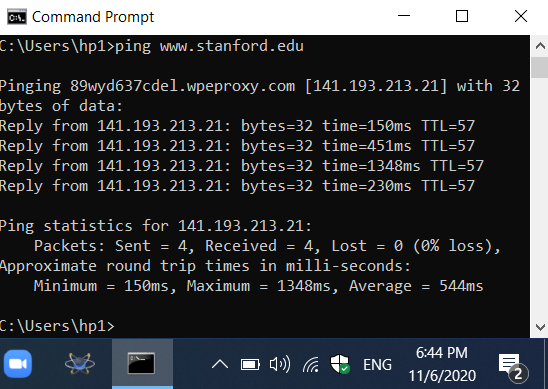 Command Prompt
C:\Users\hp1>ping www.stanford.edu
Pinging 89wyd637cdel.wpeproxy.com [141.193.213.21] with 32
bytes of data:
Reply from 141.193.213.21: bytes=32 time=150ms TTL=57
Reply from 141.193.213.21: bytes=32 time=451ms TTL=57
Reply from 141.193.213.21: bytes=32 time=1348ms TTL=57
Reply from 141.193.213.21: bytes=32 time=230ms TTL=57
Ping statistics for 141.193.213.21:
    Packets: Sent = 4, Received = 4, Lost = 0 (0% loss),
Approximate round trip times in milli-seconds:
    Minimum = 150ms, Maximum = 1348ms, Average = 544ms
C:\Users\hp1>
ENG
6:44 PM
11/6/2020
2